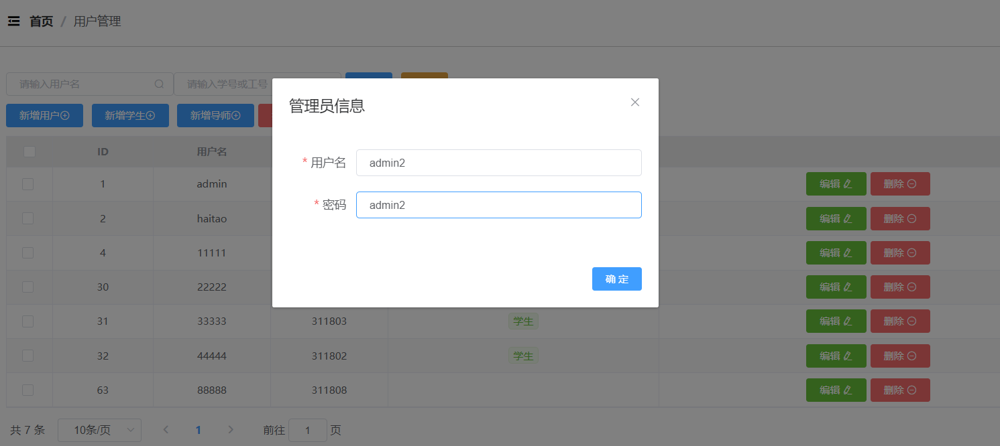 首页 / 用户管理
请输入用户名 请输入学号或工号
新增用户 新增学生 新增导师
管理员信息
* 用户名 admin2
* 密码 admin2
确 定
ID 用户名
1 admin 编辑 删除
2 haitao 编辑 删除
4 11111 编辑 删除
30 22222 编辑 删除
31 33333 311803 学生 编辑 删除
32 44444 311802 学生 编辑 删除
63 88888 311808 编辑 删除
共 7 条 10条/页 1 前往 1 页